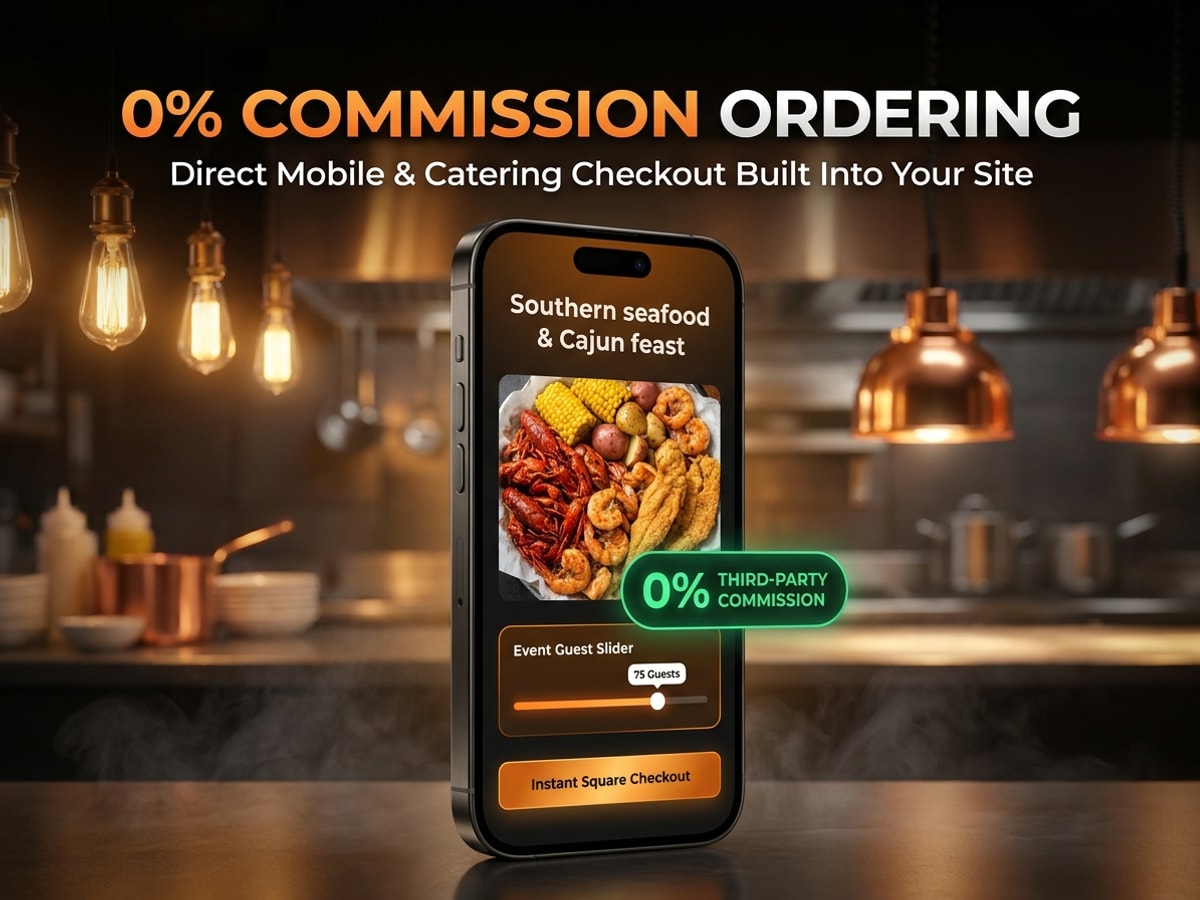 0% COMMISSION ORDERING
Direct Mobile & Catering Checkout Built Into Your Site
Southern seafood
& Cajun feast
0% THIRD-PARTY
COMMISSION
Event Guest Slider
75 Guests
Instant Square Checkout